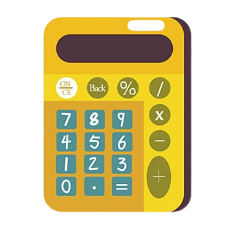 ON
CE
Back % /
7 8 9 x
4 5 6 −
1 2 3 +
0 . =